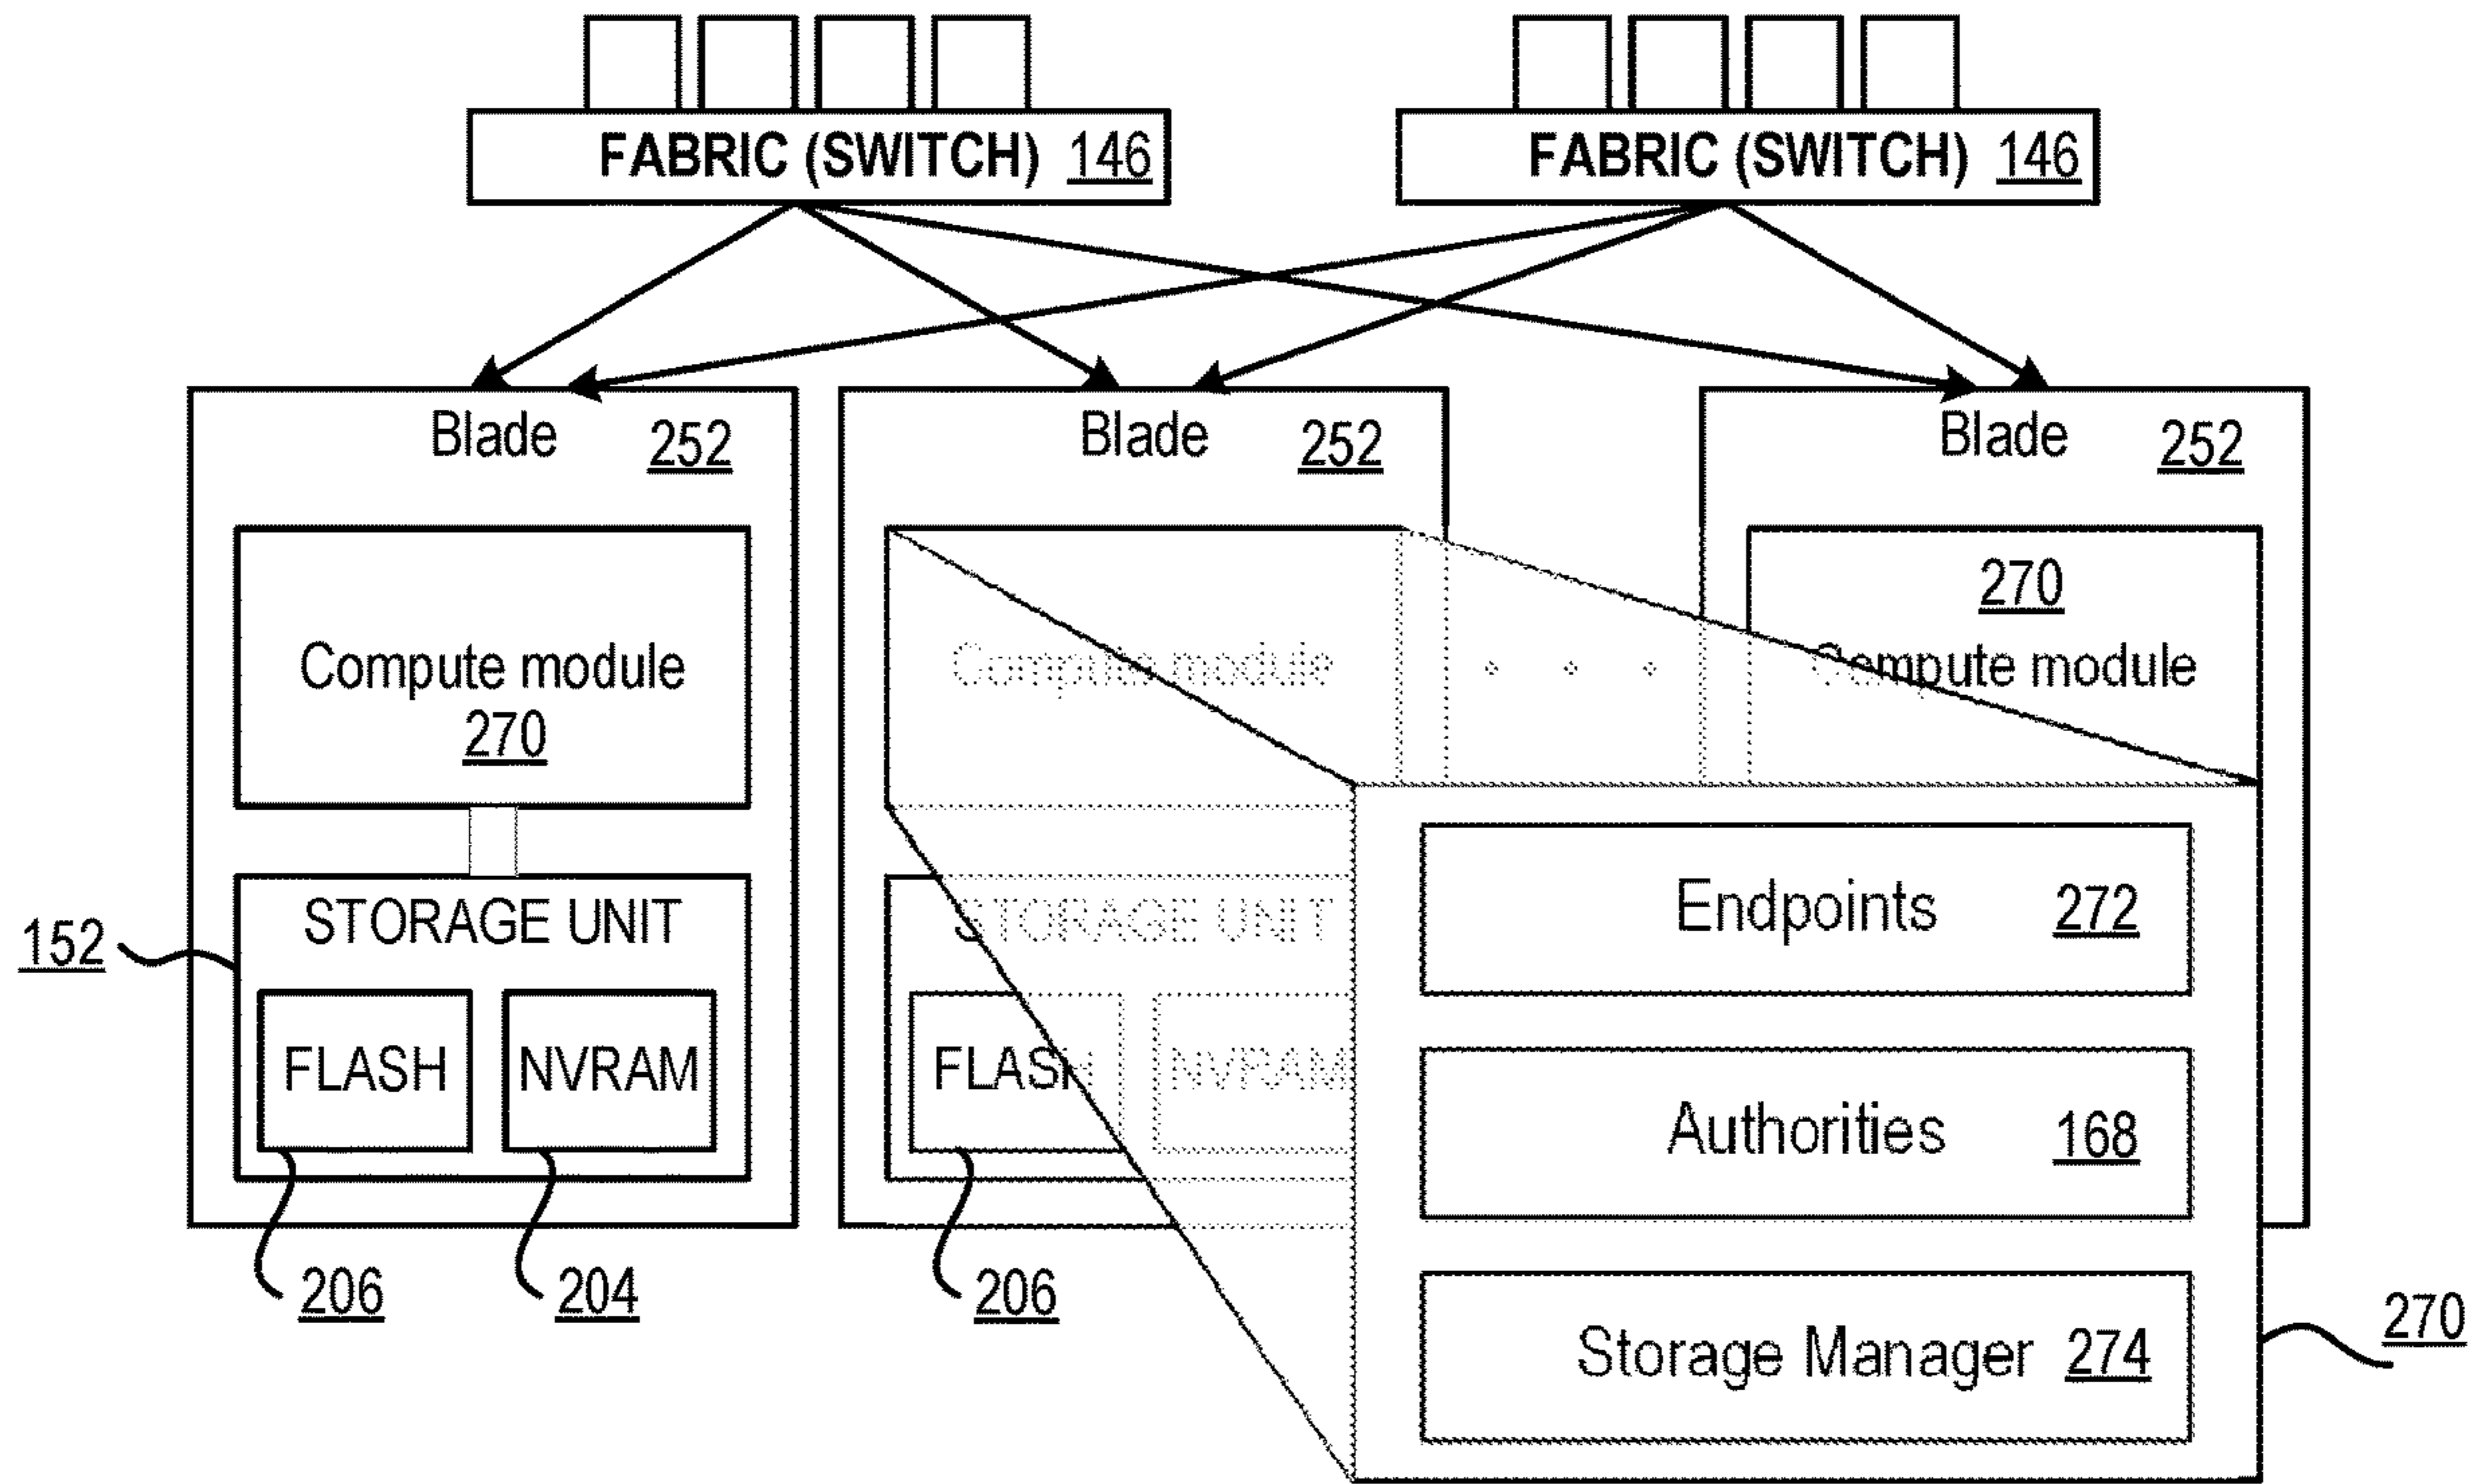 FABRIC (SWITCH) 146
FABRIC (SWITCH) 146
Blade 252
Blade 252
Blade 252
Compute module
270
Compute module
270
Compute module
STORAGE UNIT
152
FLASH
NVRAM
206
204
STORAGE UNIT
FLASH
NVRAM
206
Endpoints 272
Authorities 168
Storage Manager 274
270